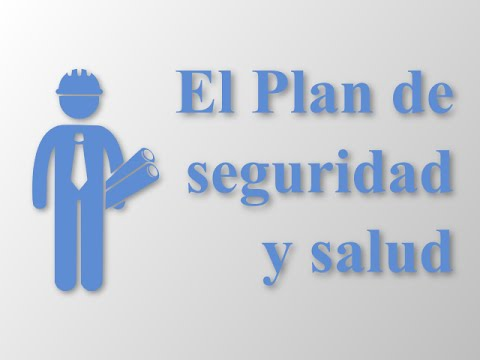 El Plan de
seguridad
y salud